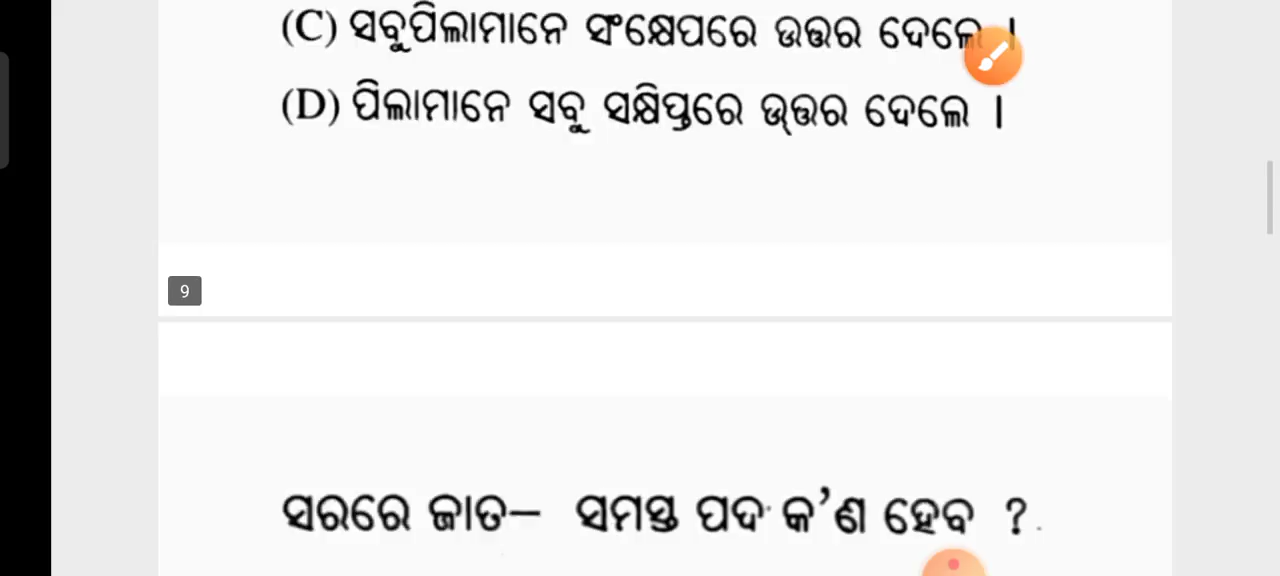 (C) ସବୁପିଲାମାନେ ସଂକ୍ଷେପରେ ଉତ୍ତର ଦେଲେ ।
(D) ପିଲାମାନେ ସବୁ ସକ୍ଷିପ୍ତରେ ଉ୍ତ୍ତର ଦେଲେ ।
9
ସରରେ ଜାତ– ସମସ୍ତ ପଦ କ’ଣ ହେବ ?